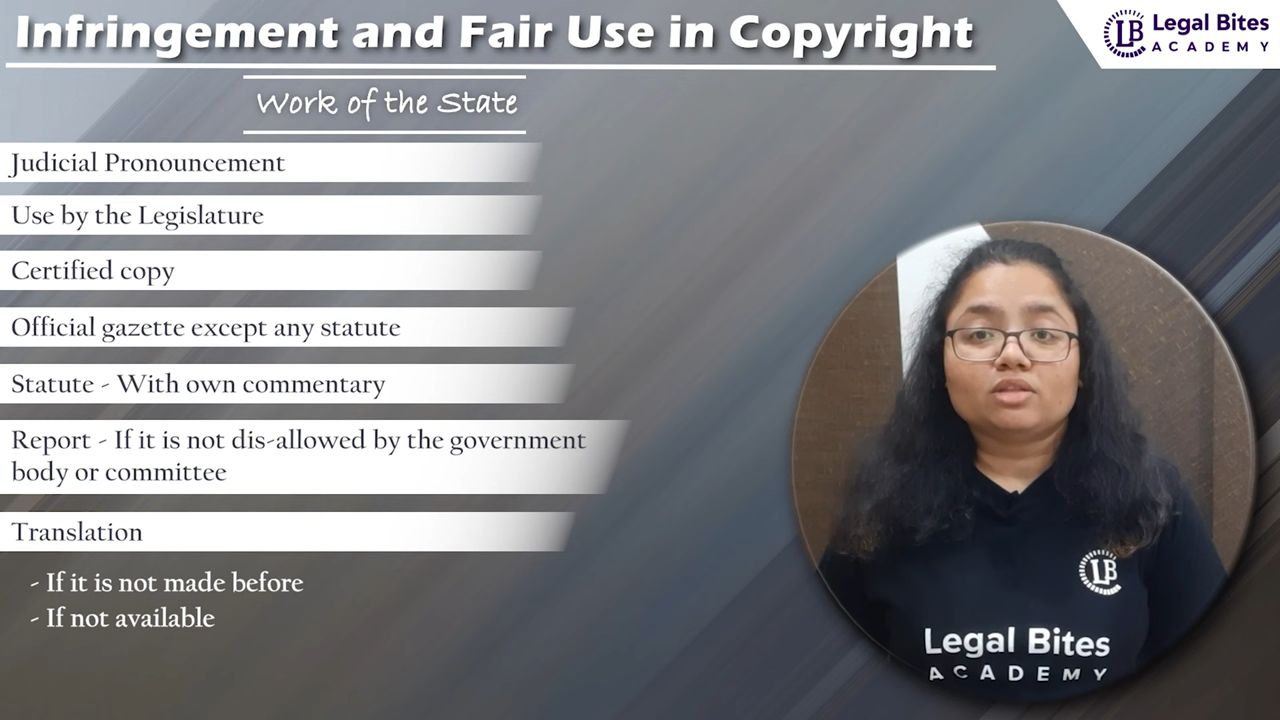 Infringement and Fair Use in Copyright
LB Legal Bites
ACADEMY
Work of the State
Judicial Pronouncement
Use by the Legislature
Certified copy
Official gazette except any statute
Statute - With own commentary
Report - If it is not dis-allowed by the government
body or committee
Translation
- If it is not made before
- If not available
LB
Legal Bites
ACADEMY